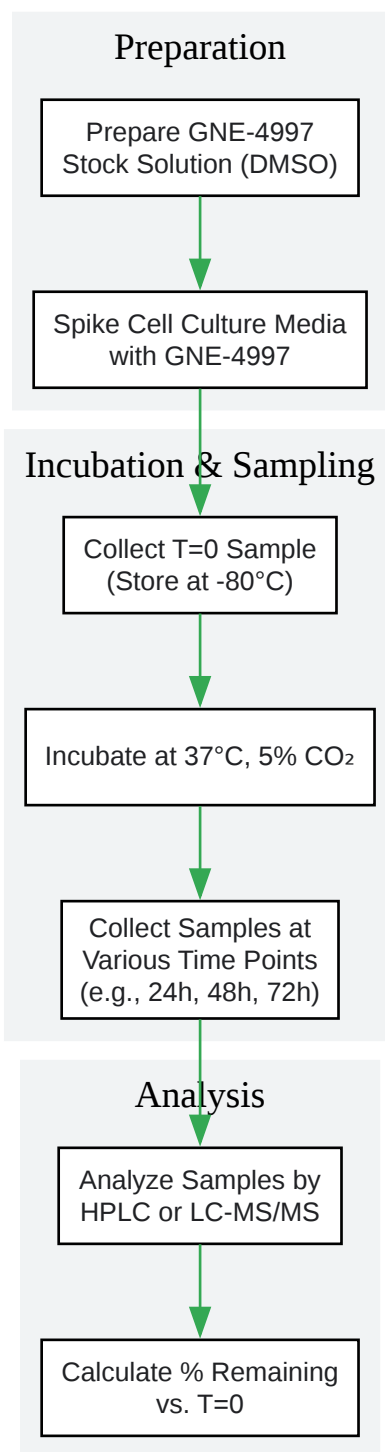 Preparation
Prepare GNE-4997
Stock Solution (DMSO)
Spike Cell Culture Media
with GNE-4997
Incubation & Sampling
Collect T=0 Sample
(Store at -80°C)
Incubate at 37°C, 5% CO₂
Collect Samples at
Various Time Points
(e.g., 24h, 48h, 72h)
Analysis
Analyze Samples by
HPLC or LC-MS/MS
Calculate % Remaining
vs. T=0